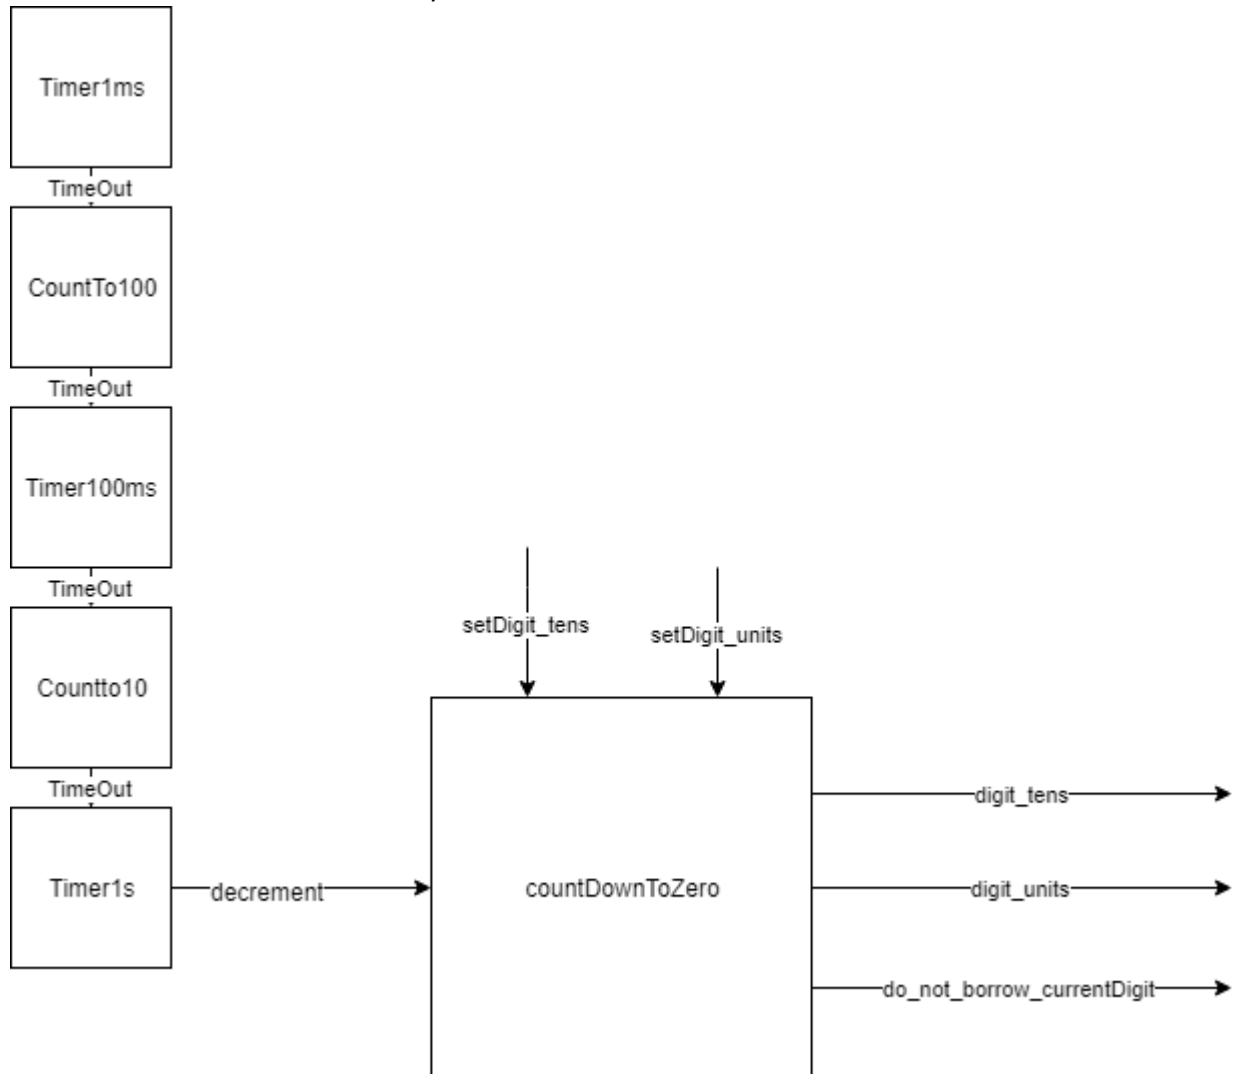 Timer1ms
TimeOut
CountTo100
TimeOut
Timer100ms
TimeOut
setDigit_tens
setDigit_units
Countto10
TimeOut
digit_tens
Timer1s
decrement
countDownToZero
digit_units
do_not_borrow_currentDigit